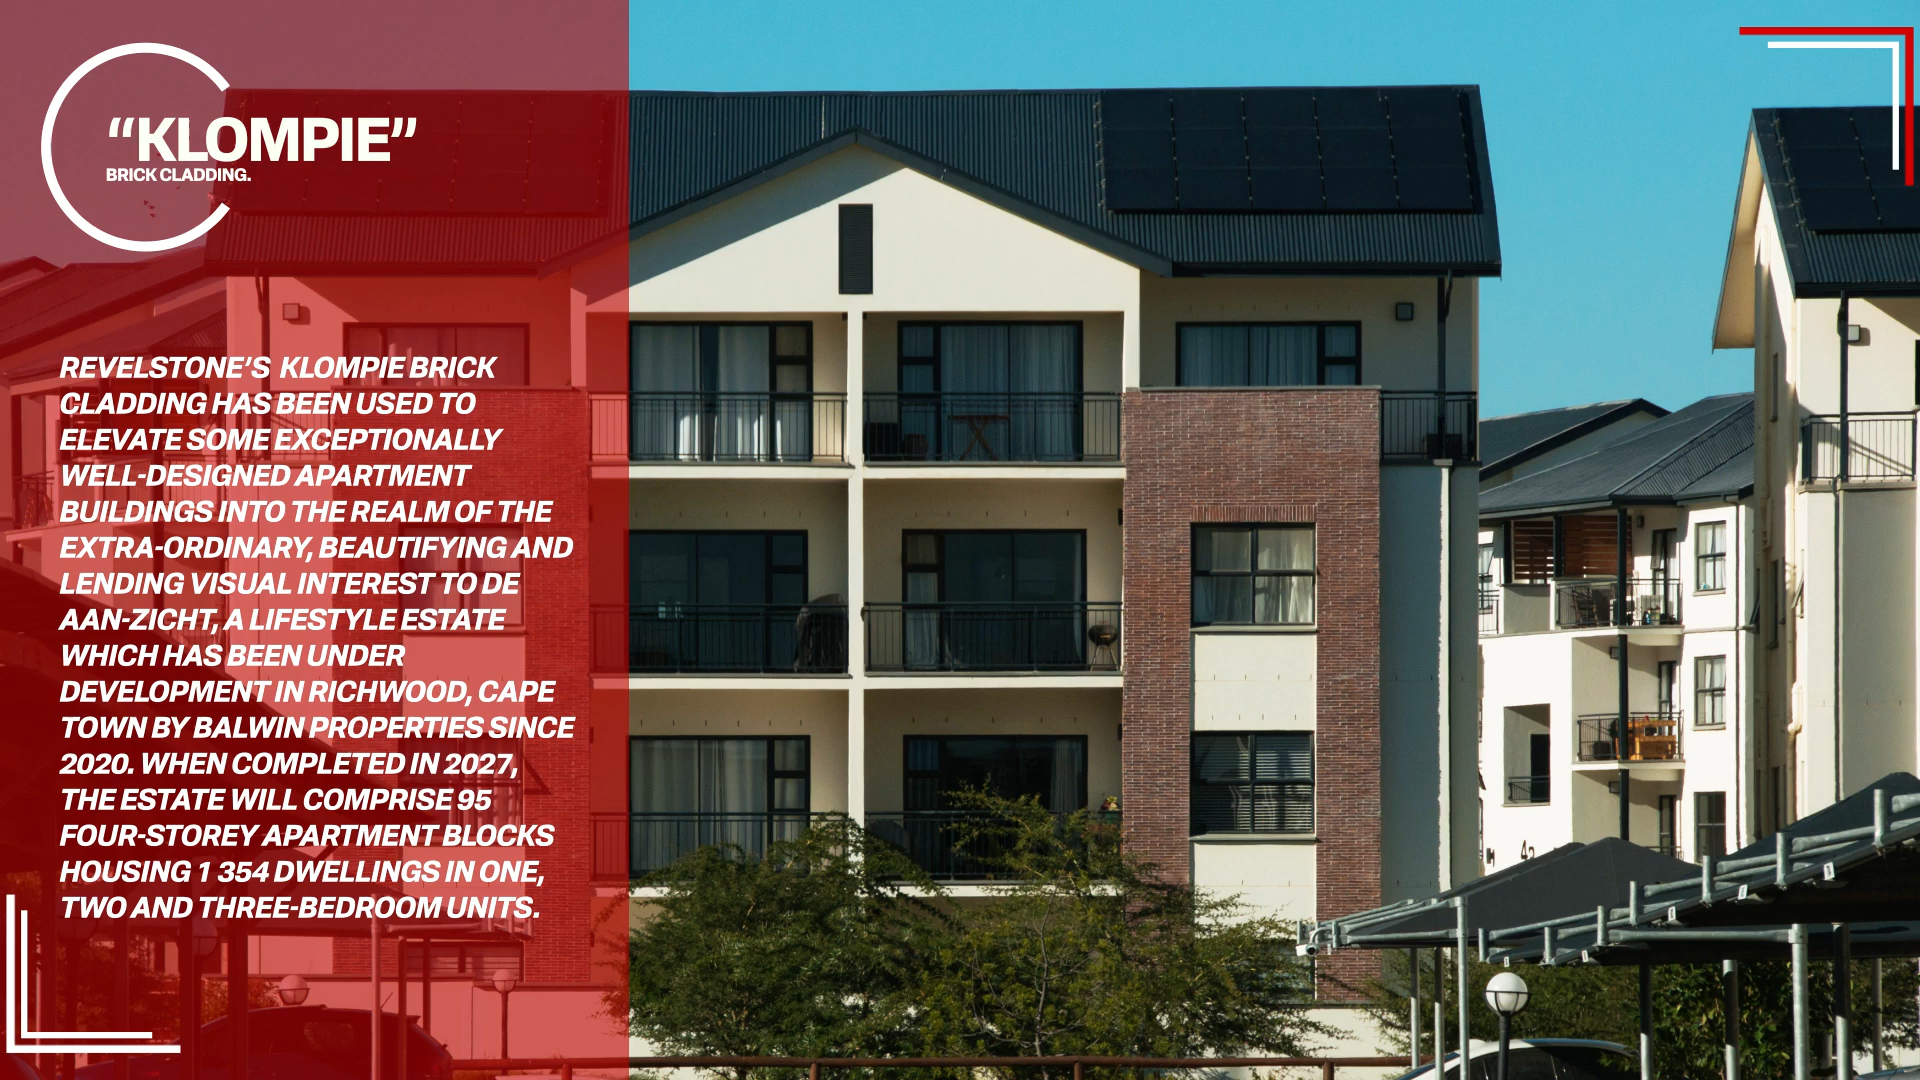 “KLOMPIE”
BRICK CLADDING.
REVELSTONE’S KLOMPIE BRICK
CLADDING HAS BEEN USED TO
ELEVATE SOME EXCEPTIONALLY
WELL-DESIGNED APARTMENT
BUILDINGS INTO THE REALM OF THE
EXTRA-ORDINARY, BEAUTIFYING AND
LENDING VISUAL INTEREST TO DE
AAN-ZICHT, A LIFESTYLE ESTATE
WHICH HAS BEEN UNDER
DEVELOPMENT IN RICHWOOD, CAPE
TOWN BY BALWIN PROPERTIES SINCE
2020. WHEN COMPLETED IN 2027,
THE ESTATE WILL COMPRISE 95
FOUR-STOREY APARTMENT BLOCKS
HOUSING 1 354 DWELLINGS IN ONE,
TWO AND THREE-BEDROOM UNITS.